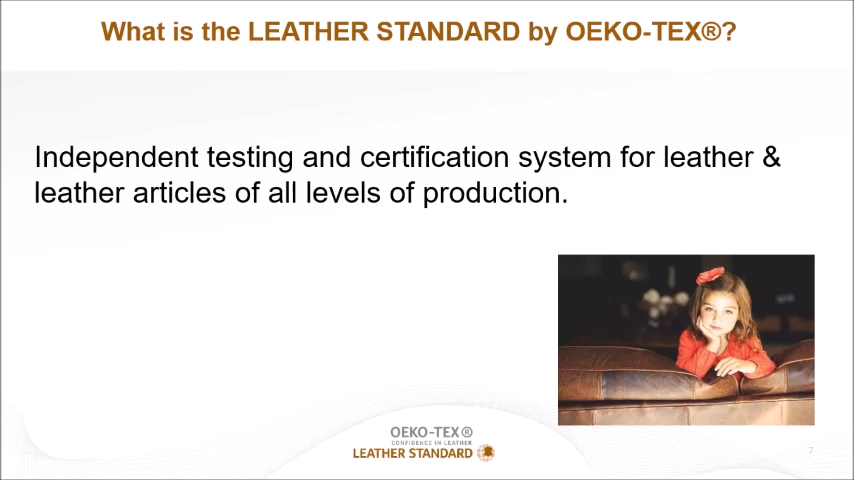 What is the LEATHER STANDARD by OEKO-TEX®?
Independent testing and certification system for leather &
leather articles of all levels of production.
OEKO-TEX®
CONFIDENCE IN LEATHER
LEATHER STANDARD
7